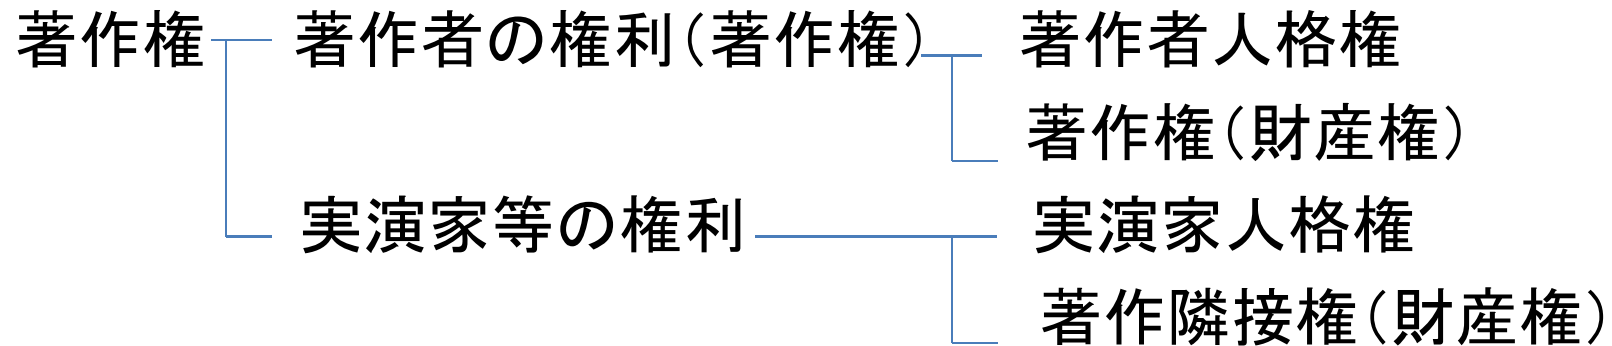 著作権 著作者の権利（著作権） 著作者人格権
著作権（財産権）
実演家等の権利 実演家人格権
著作隣接権（財産権）